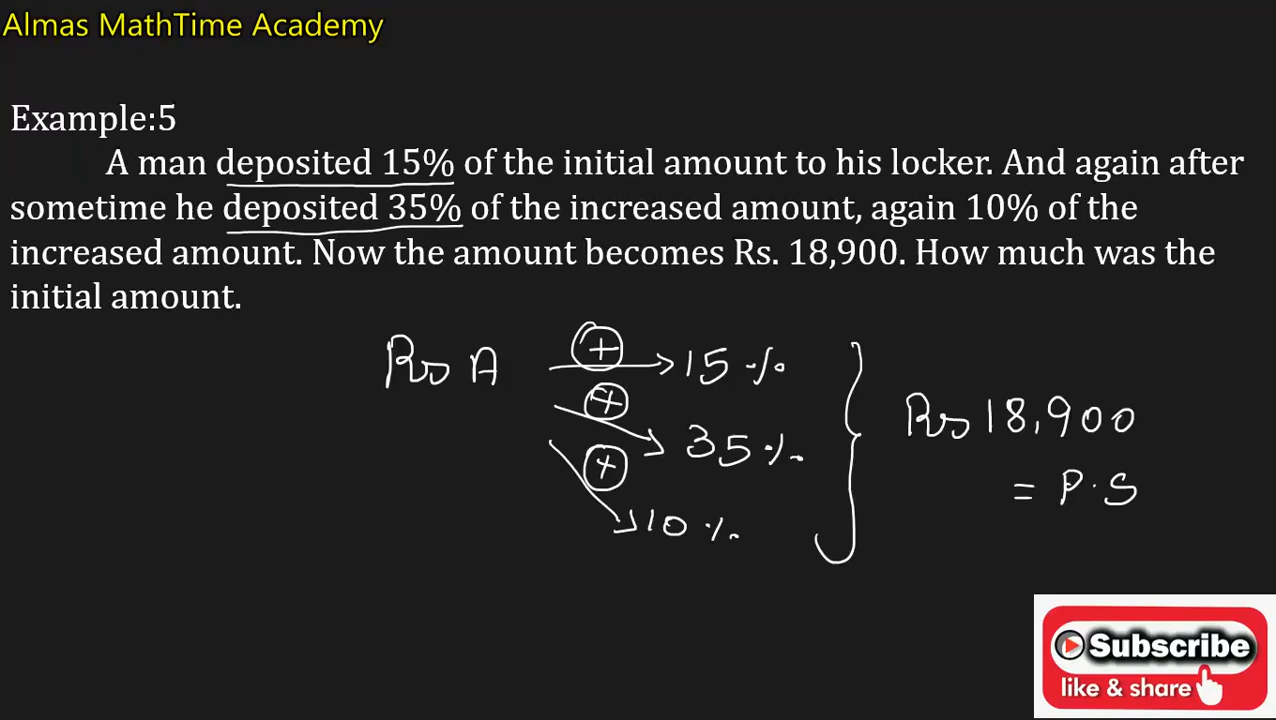 Almas MathTime Academy
Example:5
A man deposited 15% of the initial amount to his locker. And again after
sometime he deposited 35% of the increased amount, again 10% of the
increased amount. Now the amount becomes Rs. 18,900. How much was the
initial amount.
Rs A + 15 %
+ 35 %
+ 10 %
Rs 18,900
= P.S
Subscribe
like & share